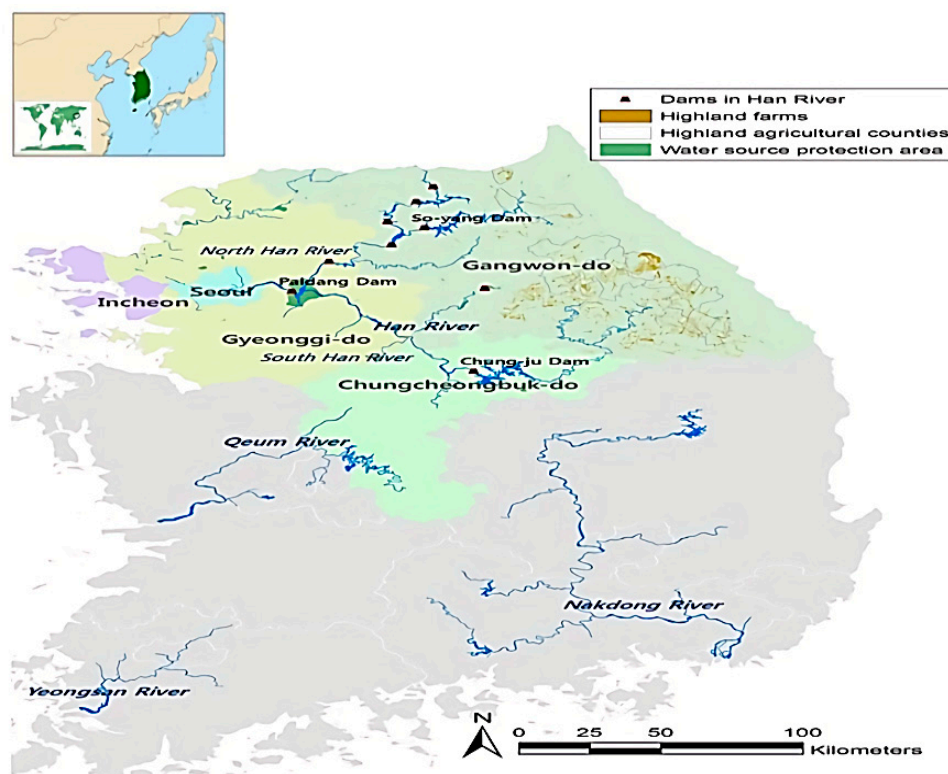 Dams in Han River
Highland farms
Highland agricultural counties
Water source protection area
So-yang Dam
North Han River
Gangwon-do
Paldang Dam
Seoul
Incheon
Han River
Gyeonggi-do
South Han River
Chung-ju Dam
Chungcheongbuk-do
Qeum River
Nakdong River
Yeongsan River
N
0 25 50 100
Kilometers